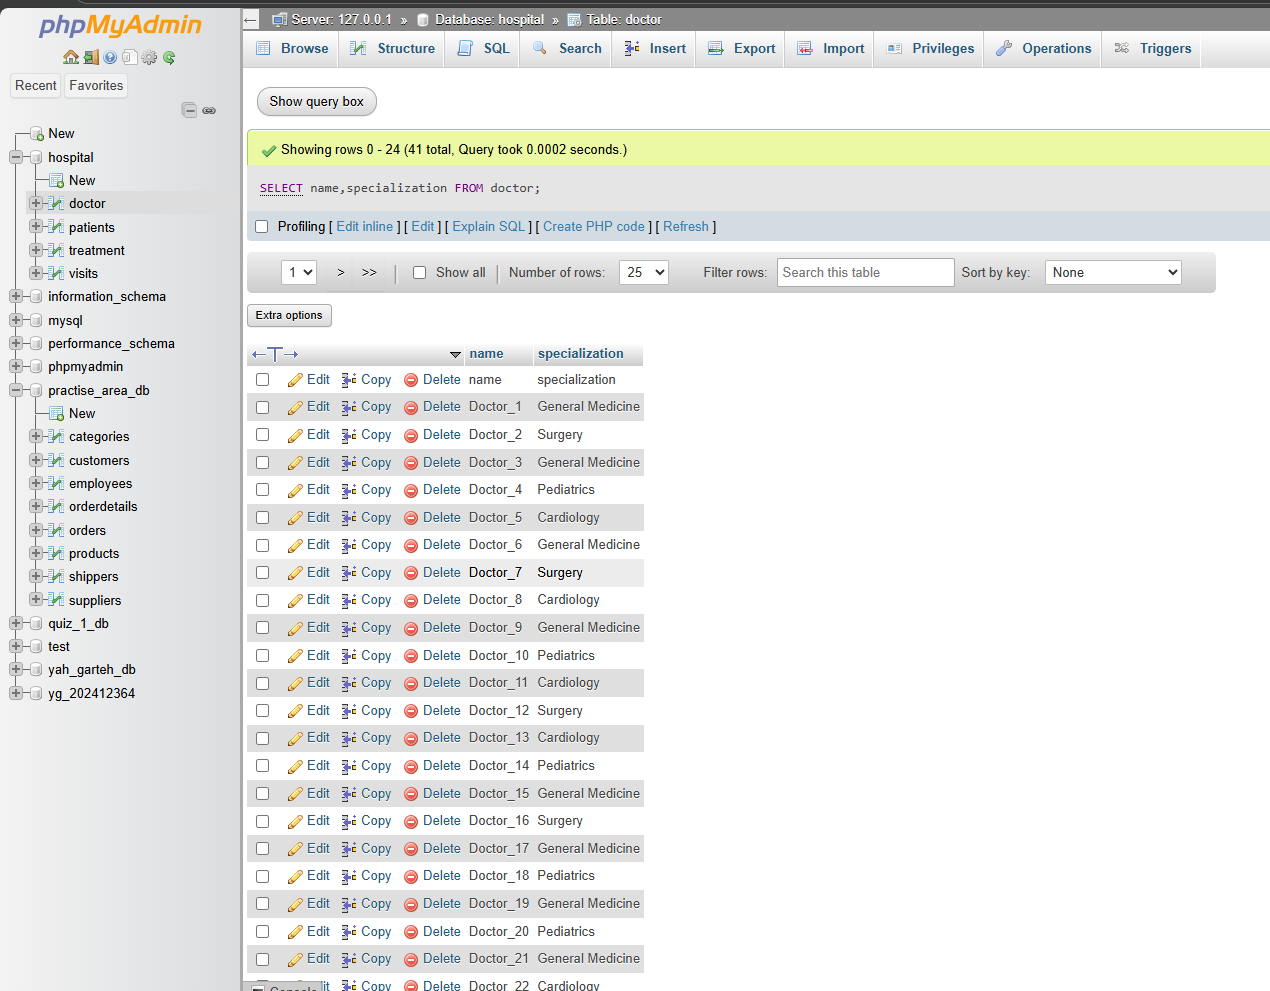 phpMyAdmin
Recent Favorites
New
hospital
New
doctor
patients
treatment
visits
information_schema
mysql
performance_schema
phpmyadmin
practise_area_db
New
categories
customers
employees
orderdetails
orders
products
shippers
suppliers
quiz_1_db
test
yah_garteh_db
yg_202412364
Server: 127.0.0.1 » Database: hospital » Table: doctor
Browse Structure SQL Search Insert Export Import Privileges Operations Triggers
Show query box
Showing rows 0 - 24 (41 total, Query took 0.0002 seconds.)
SELECT name,specialization FROM doctor;
Profiling [ Edit inline ] [ Edit ] [ Explain SQL ] [ Create PHP code ] [ Refresh ]
1 > >> | Show all | Number of rows: 25 Filter rows: Search this table Sort by key: None
Extra options
←T→ name specialization
Edit Copy Delete name specialization
Edit Copy Delete Doctor_1 General Medicine
Edit Copy Delete Doctor_2 Surgery
Edit Copy Delete Doctor_3 General Medicine
Edit Copy Delete Doctor_4 Pediatrics
Edit Copy Delete Doctor_5 Cardiology
Edit Copy Delete Doctor_6 General Medicine
Edit Copy Delete Doctor_7 Surgery
Edit Copy Delete Doctor_8 Cardiology
Edit Copy Delete Doctor_9 General Medicine
Edit Copy Delete Doctor_10 Pediatrics
Edit Copy Delete Doctor_11 Cardiology
Edit Copy Delete Doctor_12 Surgery
Edit Copy Delete Doctor_13 Cardiology
Edit Copy Delete Doctor_14 Pediatrics
Edit Copy Delete Doctor_15 General Medicine
Edit Copy Delete Doctor_16 Surgery
Edit Copy Delete Doctor_17 General Medicine
Edit Copy Delete Doctor_18 Pediatrics
Edit Copy Delete Doctor_19 General Medicine
Edit Copy Delete Doctor_20 Pediatrics
Edit Copy Delete Doctor_21 General Medicine
Copy Delete Doctor_22 Cardiology
Console